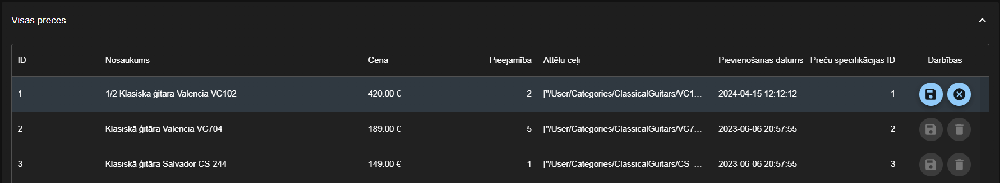 Visas preces
ID Nosaukums Cena Pieejamība Attēlu ceļi Pievienošanas datums Preču specifikācijas ID Darbības
1 1/2 Klasiskā ģitāra Valencia VC102 420.00 € 2 ["/User/Categories/ClassicalGuitars/VC1... 2024-04-15 12:12:12 1
2 Klasiskā ģitāra Valencia VC704 189.00 € 5 ["/User/Categories/ClassicalGuitars/VC7... 2023-06-06 20:57:55 2
3 Klasiskā ģitāra Salvador CS-244 149.00 € 1 ["/User/Categories/ClassicalGuitars/CS_... 2023-06-06 20:57:55 3